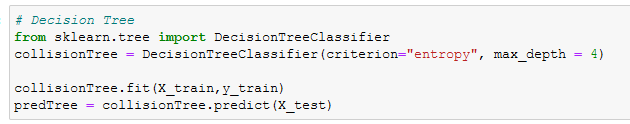 # Decision Tree
from sklearn.tree import DecisionTreeClassifier
collisionTree = DecisionTreeClassifier(criterion="entropy", max_depth = 4)
collisionTree.fit(X_train,y_train)
predTree = collisionTree.predict(X_test)